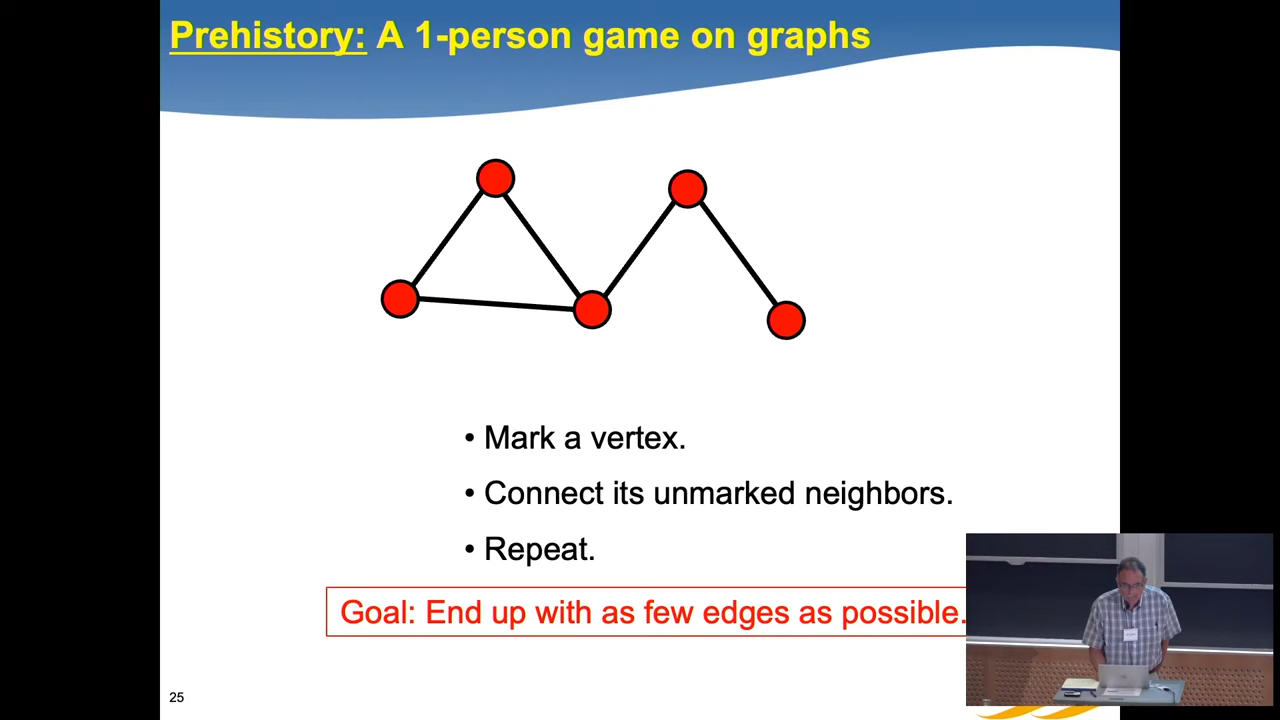 Prehistory: A 1-person game on graphs
• Mark a vertex.
• Connect its unmarked neighbors.
• Repeat.
Goal: End up with as few edges as possible.
25